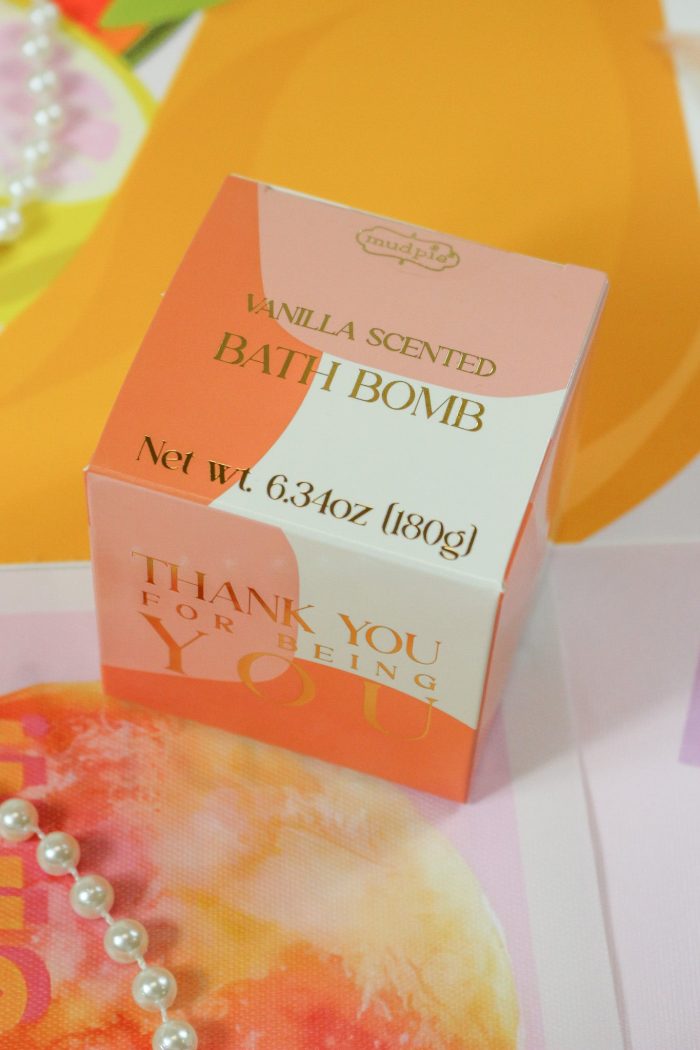 mudpie
VANILLA SCENTED
BATH BOMB
Net wt. 6.34oz (180g)
THANK YOU
FOR BEING
YOU